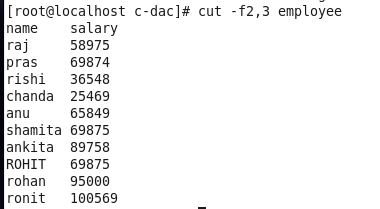 [root@localhost c-dac]# cut -f2,3 employee
name    salary
raj     58975
pras    69874
rishi   36548
chanda  25469
anu     65849
shamita 69875
ankita  89758
ROHIT   69875
rohan   95000
ronit   100569